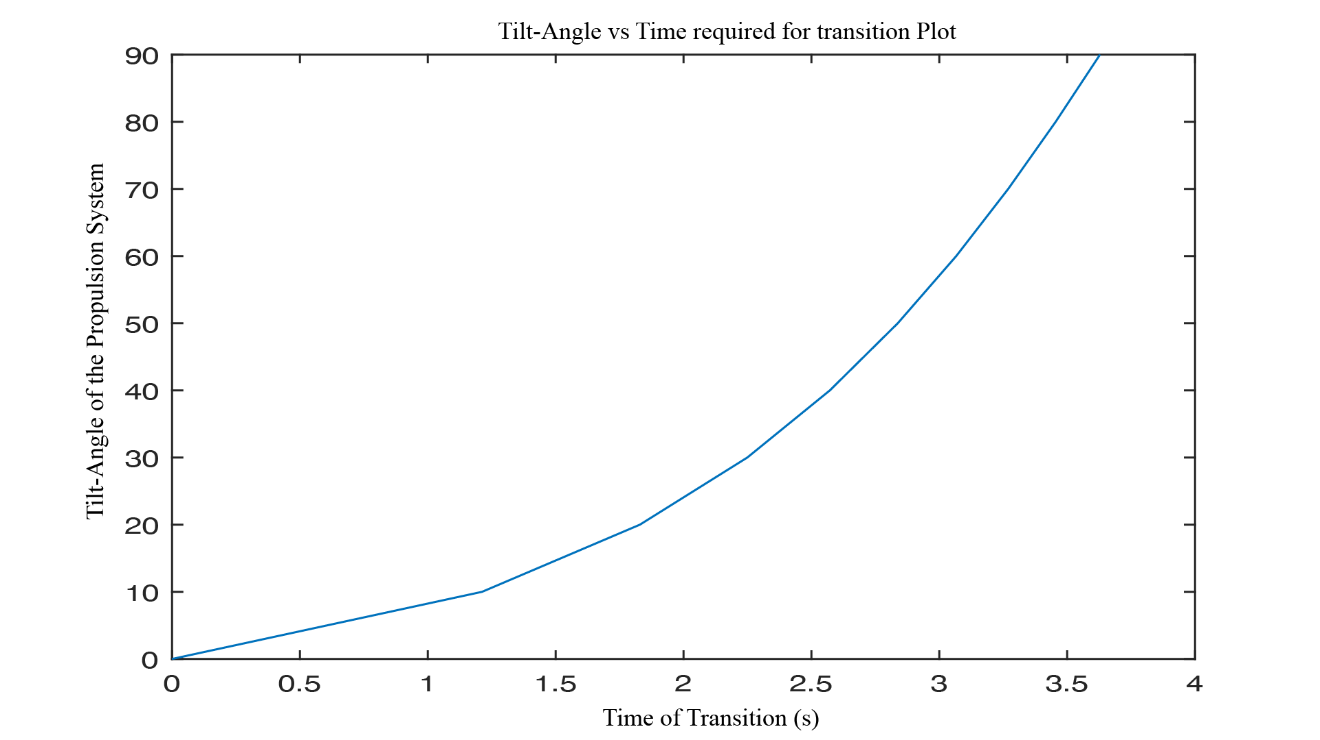 Tilt-Angle vs Time required for transition Plot
90
80
70
60
50
40
30
20
10
0
Tilt-Angle of the Propulsion System
0 0.5 1 1.5 2 2.5 3 3.5 4
Time of Transition (s)